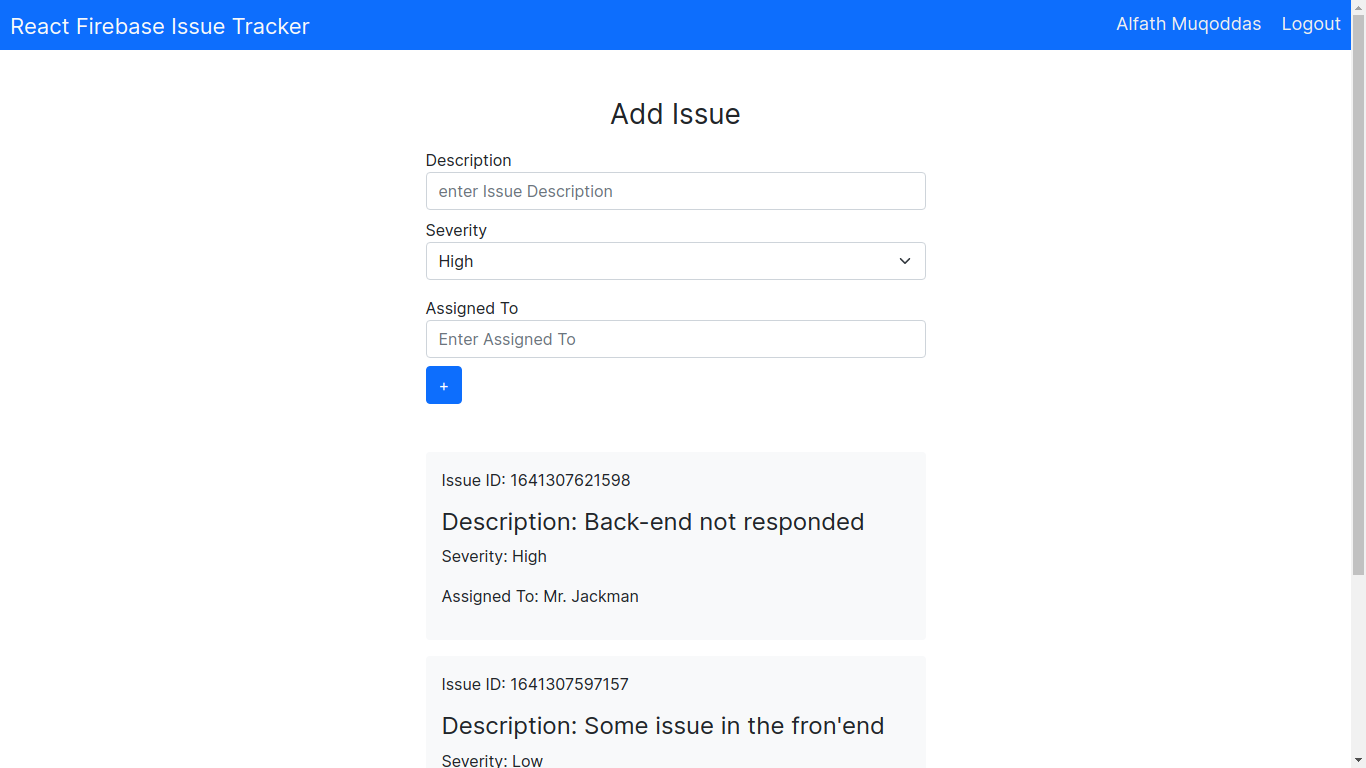 React Firebase Issue Tracker Alfath Muqoddas Logout
Add Issue
Description
enter Issue Description
Severity
High
Assigned To
Enter Assigned To
+
Issue ID: 1641307621598
Description: Back-end not responded
Severity: High
Assigned To: Mr. Jackman
Issue ID: 1641307597157
Description: Some issue in the fron'end
Severity: Low